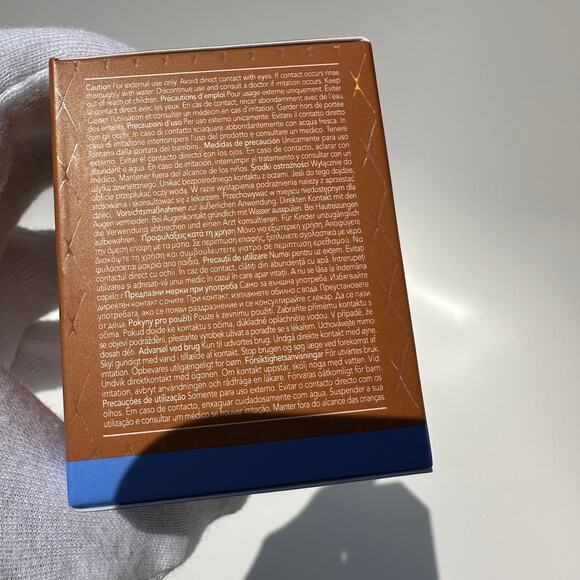 Caution For external use only. Avoid direct contact with eyes. If contact occurs rinse
thoroughly with water. Discontinue use and consult a doctor if irritation occurs. Keep
out of reach of children. Précautions d'emploi Pour usage externe uniquement. Eviter
le contact direct avec les yeux. En cas de contact, rincer abondamment avec de l'eau.
Cesser l'utilisation et consulter un médecin en cas d'irritation. Garder hors de portée
des enfants. Precauzioni d'uso Per uso esterno unicamente. Evitare il contatto diretto
con gli occhi. In caso di contatto sciacquare abbondantemente con acqua fresca. In
caso di irritazione interrompere l'uso del prodotto e consultare un medico. Tenere
lontano dalla portata dei bambini. Medidas de precaución Únicamente para uso
externo. Evitar el contacto directo con los ojos. En caso de contacto, aclarar con
abundante agua. En caso de irritación, interrumpir el tratamiento y consultar con un
médico. Mantener fuera del alcance de los niños. Środki ostrożności Wyłącznie do
użytku zewnętrznego. Unikać bezpośredniego kontaktu z oczami. Jeśli do tego dojdzie,
obficie przepłukać oczy wodą. W razie wystąpienia podrażnienia należy zaprzestać
stosowania i skonsultować się z lekarzem. Przechowywać w miejscu niedostępnym dla
dzieci. Vorsichtsmaßnahmen zur äußerlichen Anwendung. Direkten Kontakt mit den
Augen vermeiden. Bei Augenkontakt gründlich mit Wasser ausspülen. Bei Hautreizungen
die Verwendung abbrechen und einen Arzt konsultieren. Für Kinder unzugänglich
aufbewahren. Προφυλάξεις κατά τη χρήση Μόνο για εξωτερική χρήση. Αποφύγετε
την άμεση επαφή με τα μάτια. Σε περίπτωση επαφής, ξεπλύνετε σχολαστικά με νερό.
Διακόψτε τη χρήση και συμβουλευτείτε γιατρό σε περίπτωση ερεθισμού. Να
φυλάσσεται μακριά από παιδιά. Precauții de utilizare Numai pentru uz extern. Evitați
contactul direct cu ochii. În caz de contact, clătiți din abundență cu apă. Întrerupeți
utilizarea și adresați-vă unui medic în cazul în care apar iritații. A nu se lăsa la îndemâna
copiilor. Предпазни мерки при употреба Само за външна употреба. Избягвайте
директен контакт с очите. При контакт, изплакнете обилно с вода. Преустановете
употребата, ако се появи раздразнение и се консултирайте с лекар. Да се пази
от деца. Pokyny pro použití Pouze k zevnímu použití. Zabraňte přímému kontaktu s
očima. Pokud dojde ke kontaktu s očima, důkladně opláchněte vodou. V případě, že
se objeví podráždění, přestaňte výrobek užívat a poraďte se s lékařem. Uchovávejte mimo
dosah dětí. Advarsel ved brug Kun til udvortes brug. Undgå direkte kontakt med øjne.
Skyl grundigt med vand i tilfælde af kontakt. Stop brugen og søg læge ved forekomst af
irritation. Opbevares utilgængeligt for børn. Försiktighetsanvisningar För utvärtes bruk.
Undvik direktkontakt med ögonen. Om kontakt uppstår, skölj noga med vatten. Vid
irritation, avbryt användningen och rådfråga en läkare. Förvaras oåtkomligt för barn.
Precauções de utilização Somente para uso externo. Evitar o contacto directo com os
olhos. Em caso de contacto, enxaguar cuidadosamente com água. Suspender a sua
utilização e consultar um médico se houver irritação. Manter fora do alcance das crianças.